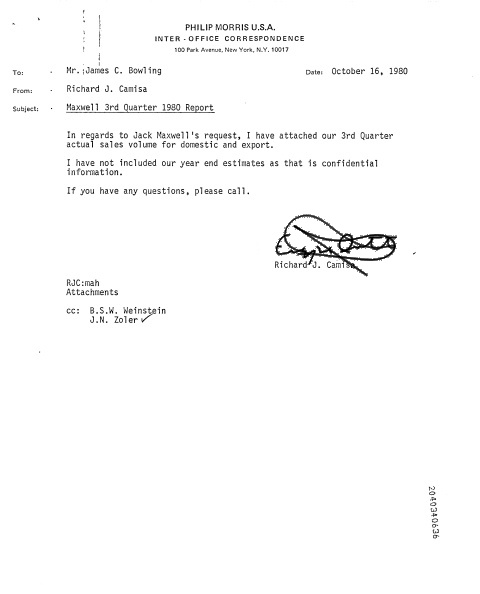 PHILIP MORRIS U.S.A.
INTER - OFFICE CORRESPONDENCE
100 Park Avenue, New York, N.Y. 10017
To: Mr. James C. Bowling Date: October 16, 1980
From: Richard J. Camisa
Subject: Maxwell 3rd Quarter 1980 Report
In regards to Jack Maxwell's request, I have attached our 3rd Quarter
actual sales volume for domestic and export.
I have not included our year end estimates as that is confidential
information.
If you have any questions, please call.
Richard J. Camisa
RJC:mah
Attachments
cc: B.S.W. Weinstein
J.N. Zoler
2040340636